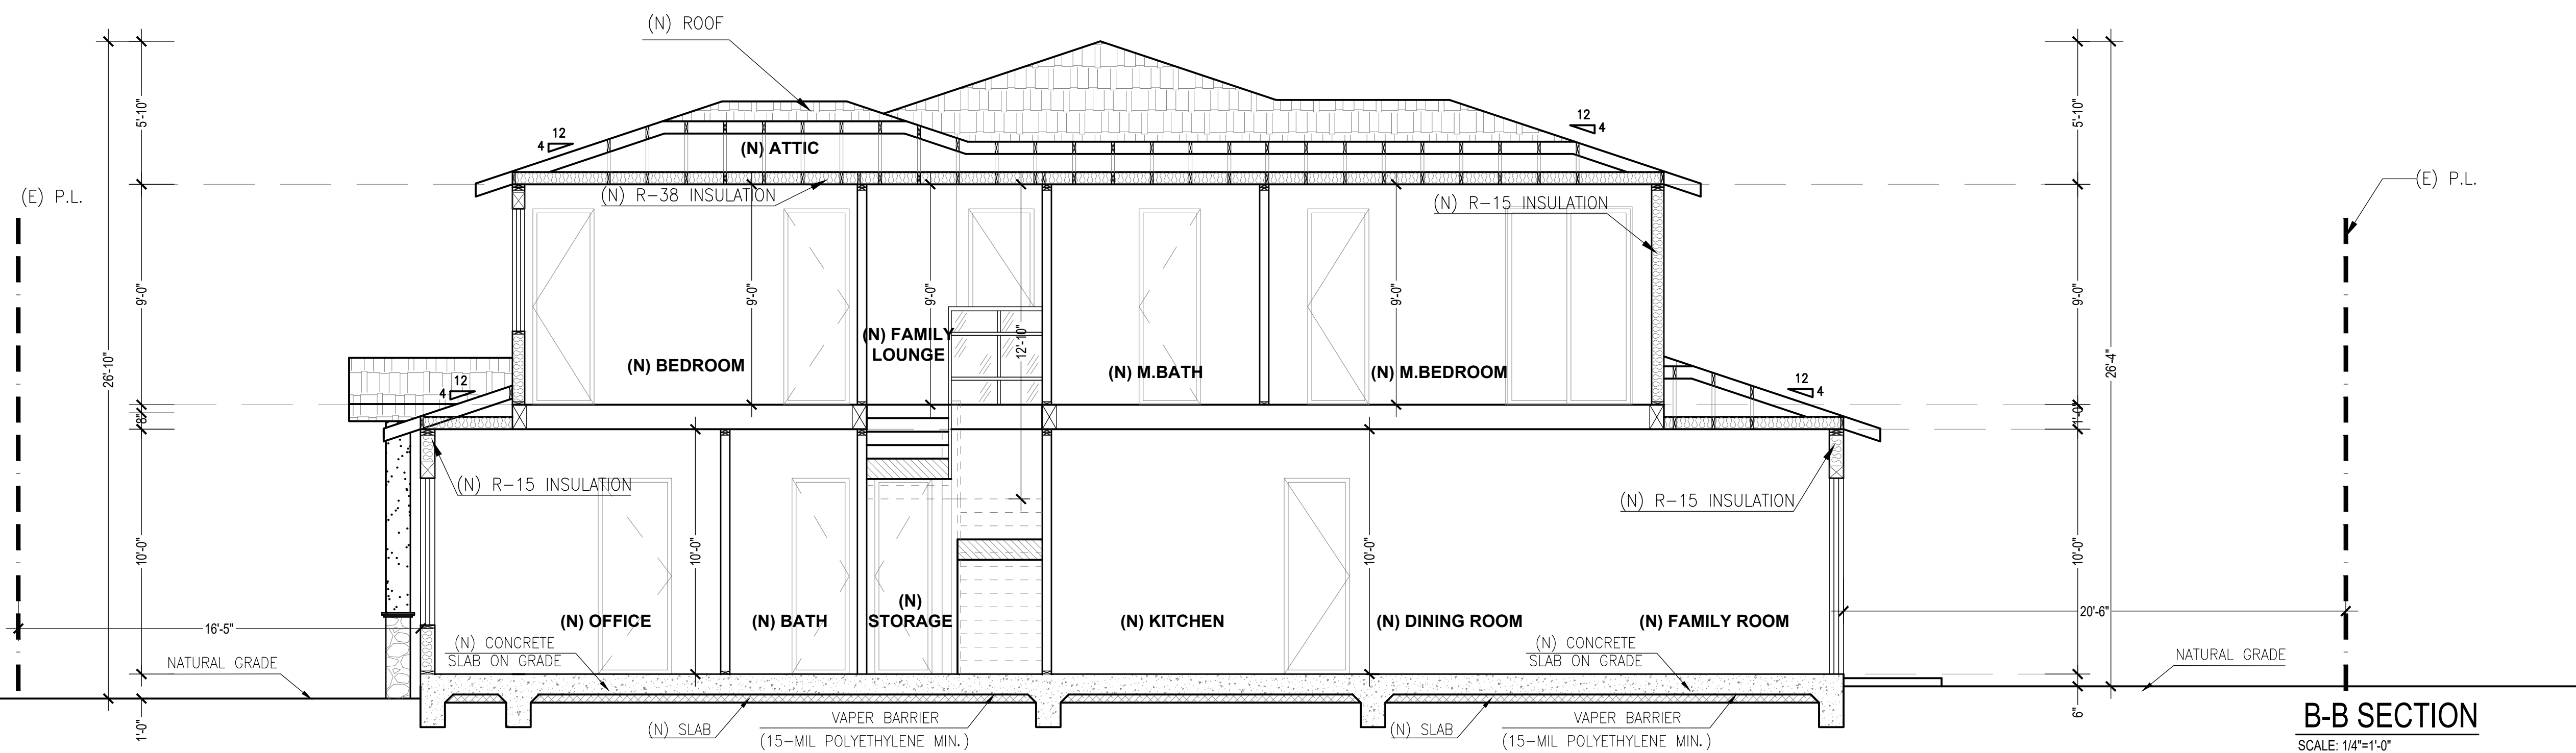 (N) ROOF
5'-10"
5'-10"
12
4
12
4
(N) ATTIC
(E) P.L.
(N) R-38 INSULATION
(N) R-15 INSULATION
(E) P.L.
9'-0"
9'-0"
9'-0"
9'-0"
9'-0"
12'-10"
(N) FAMILY
LOUNGE
(N) BEDROOM
(N) M.BATH
(N) M.BEDROOM
26'-10"
26'-4"
12
4
12
4
8"
1'-0"
(N) R-15 INSULATION
(N) R-15 INSULATION
10'-0"
10'-0"
10'-0"
10'-0"
16'-5"
20'-6"
(N) OFFICE
(N) BATH
(N)
STORAGE
(N) KITCHEN
(N) DINING ROOM
(N) FAMILY ROOM
(N) CONCRETE
SLAB ON GRADE
(N) CONCRETE
SLAB ON GRADE
NATURAL GRADE
NATURAL GRADE
1'-0"
6"
(N) SLAB
VAPER BARRIER
(15-MIL POLYETHYLENE MIN.)
(N) SLAB
VAPER BARRIER
(15-MIL POLYETHYLENE MIN.)
B-B SECTION
SCALE: 1/4"=1'-0"